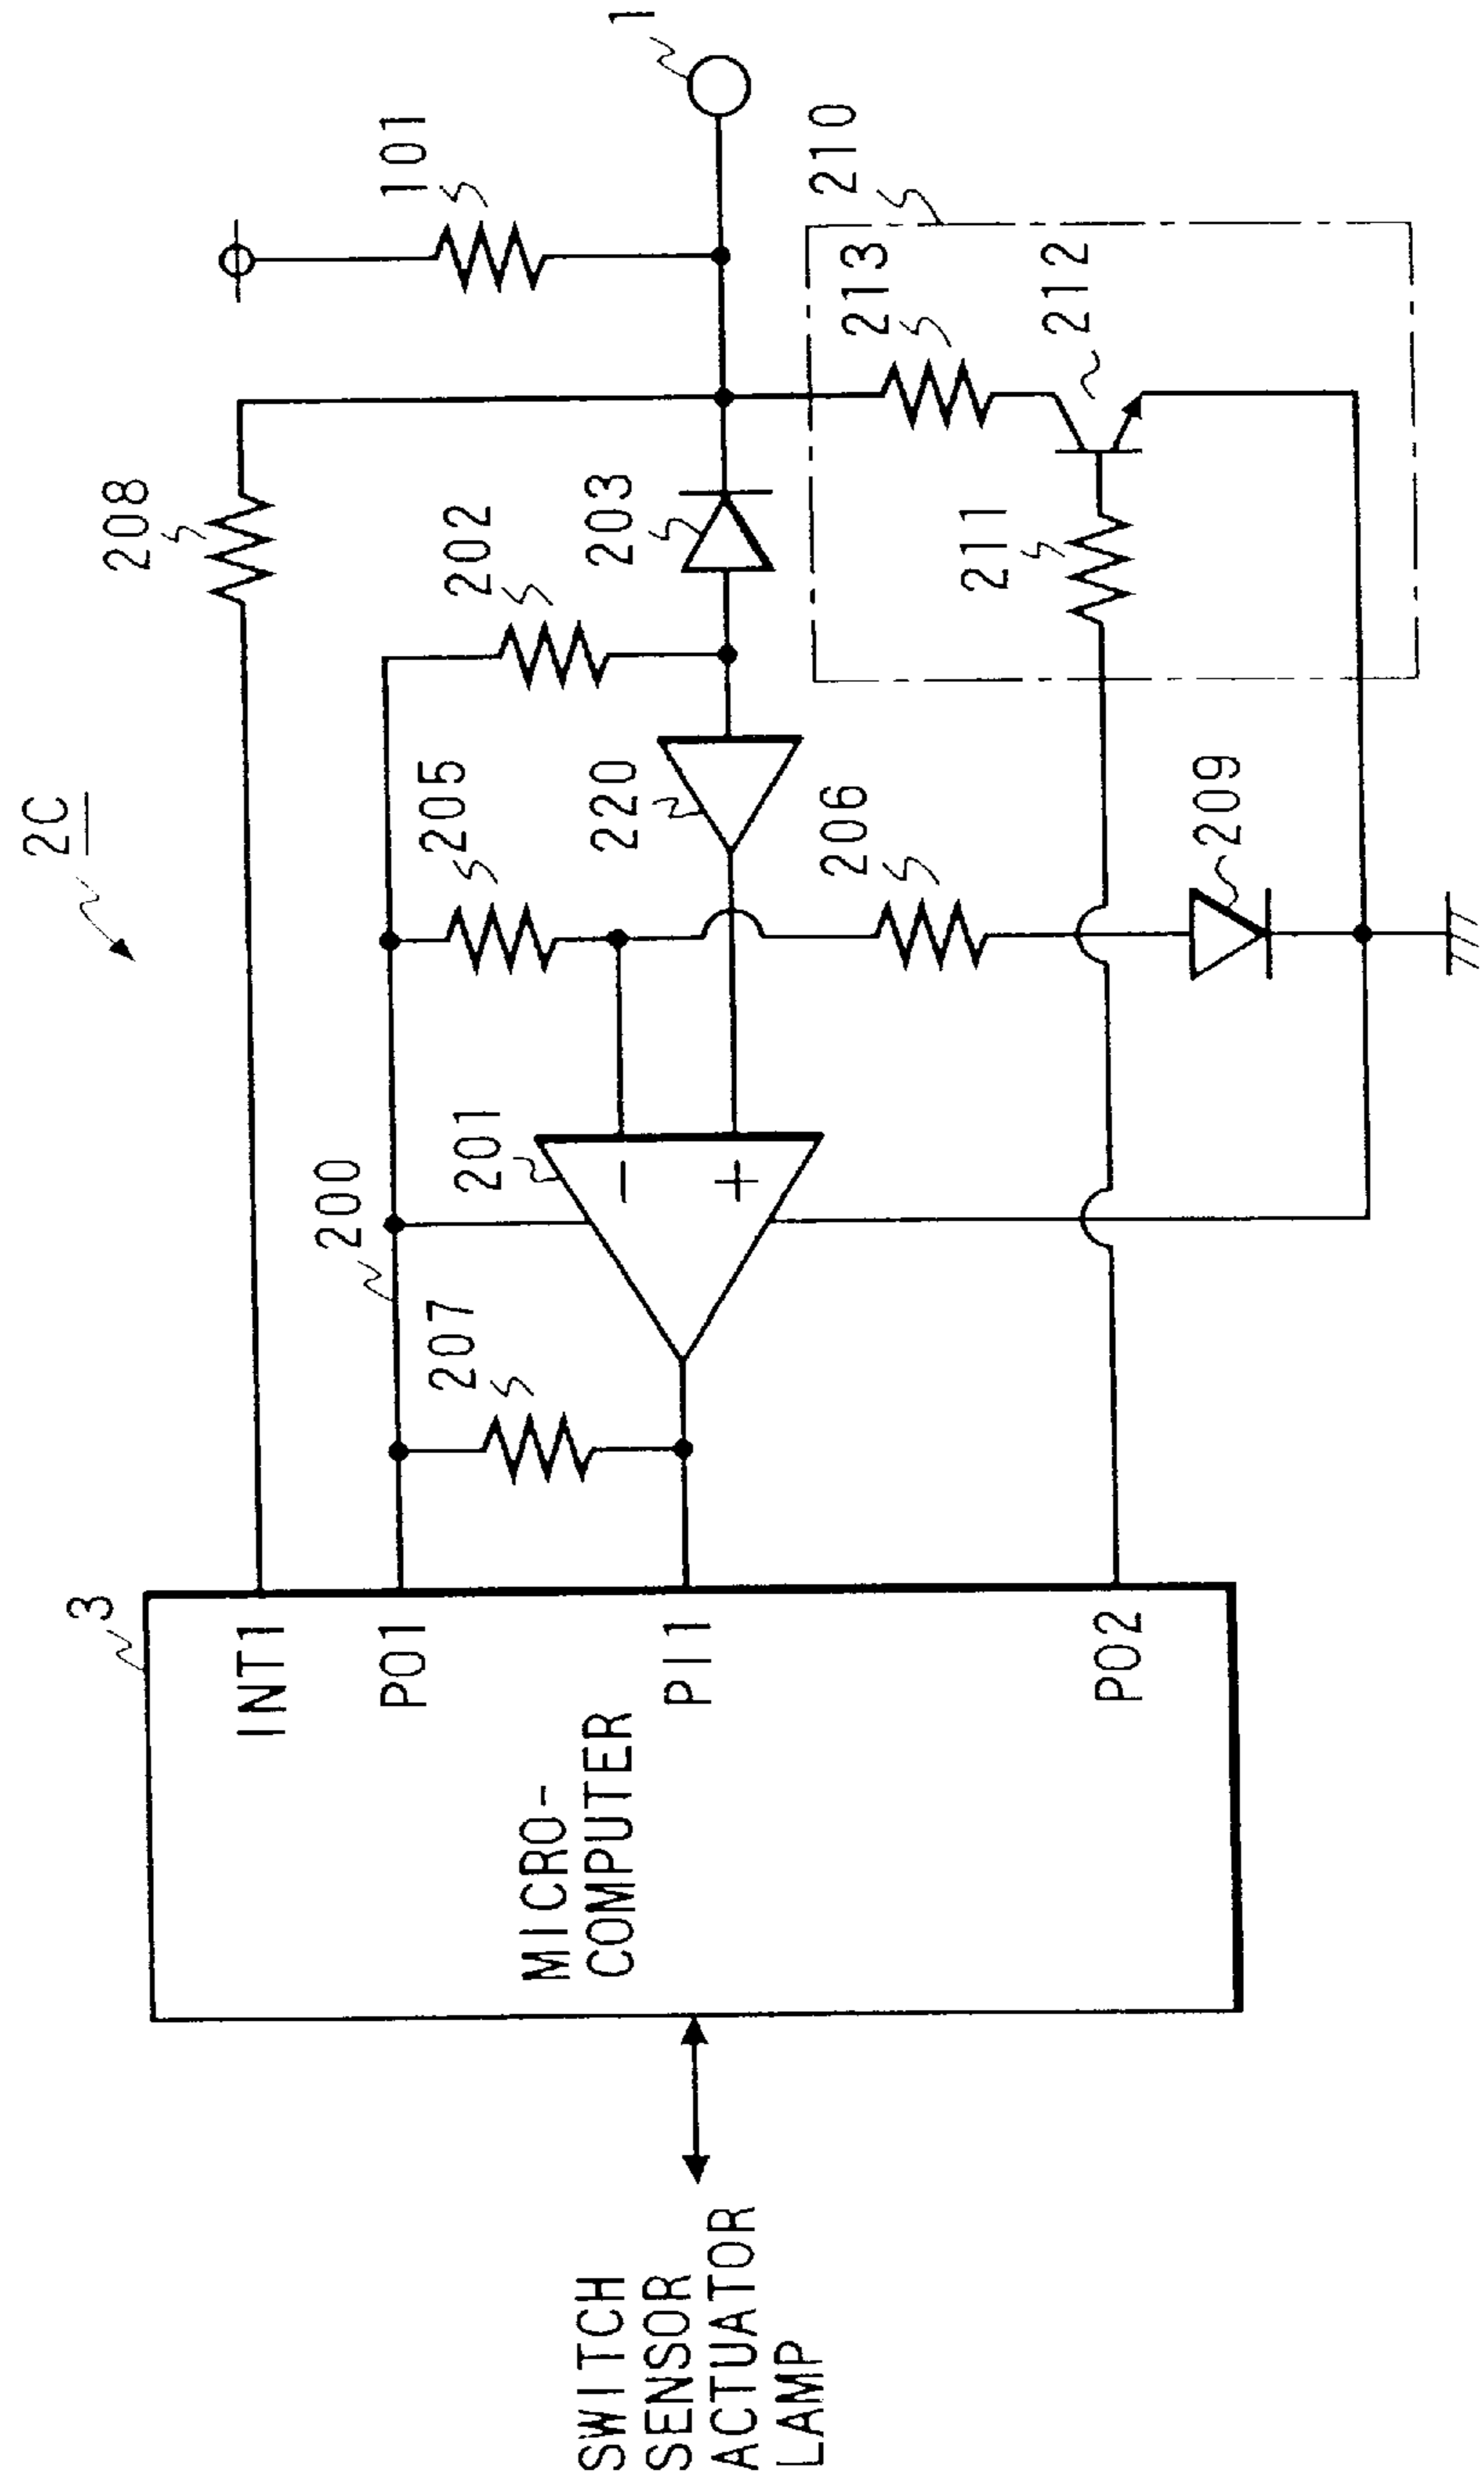 2C
3
INT1
PO1
PI1
PO2
MICRO-
COMPUTER
SWITCH
SENSOR
ACTUATOR
LAMP
200
207
201
205
206
220
202
203
208
209
211
212
213
210
101
1